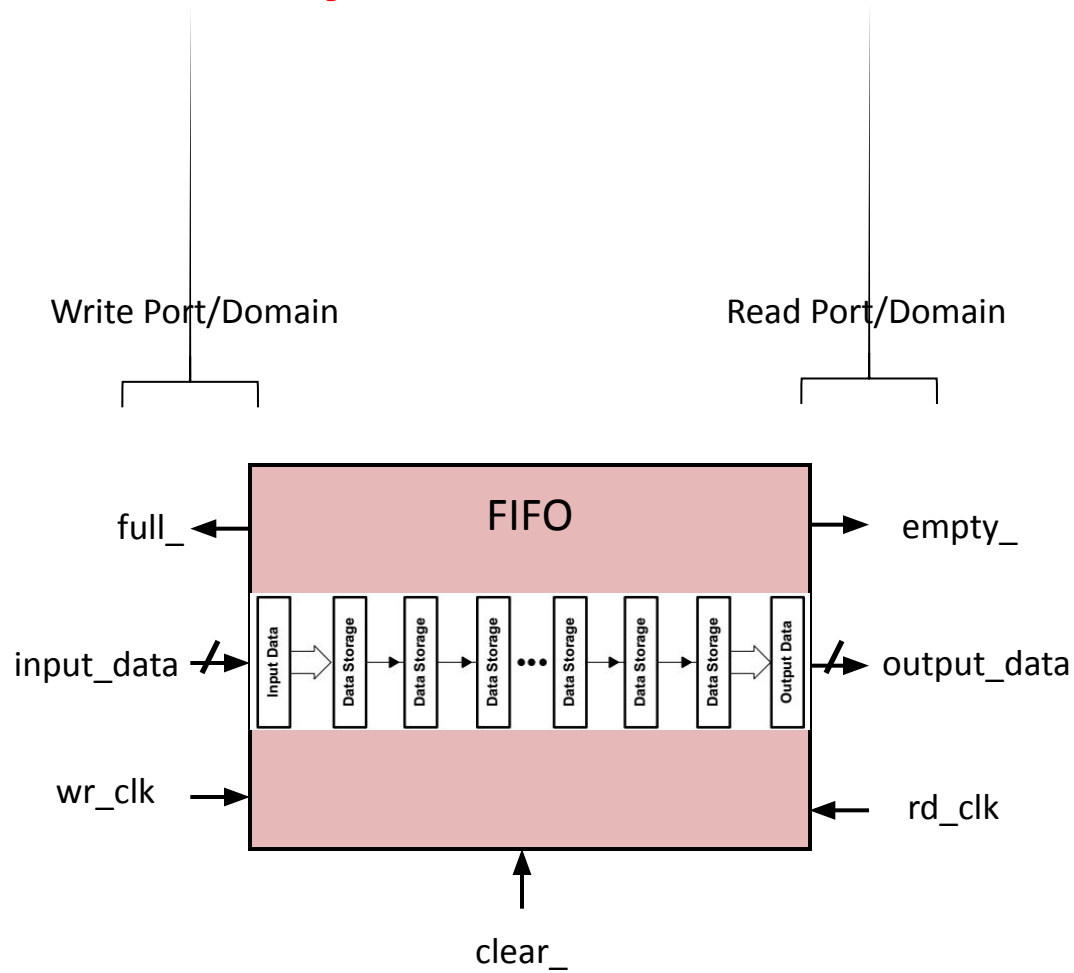 Write Port/Domain
Read Port/Domain
FIFO
full_
empty_
input_data
Input Data
Data Storage
Data Storage
Data Storage
Data Storage
Data Storage
Data Storage
Output Data
output_data
wr_clk
rd_clk
clear_